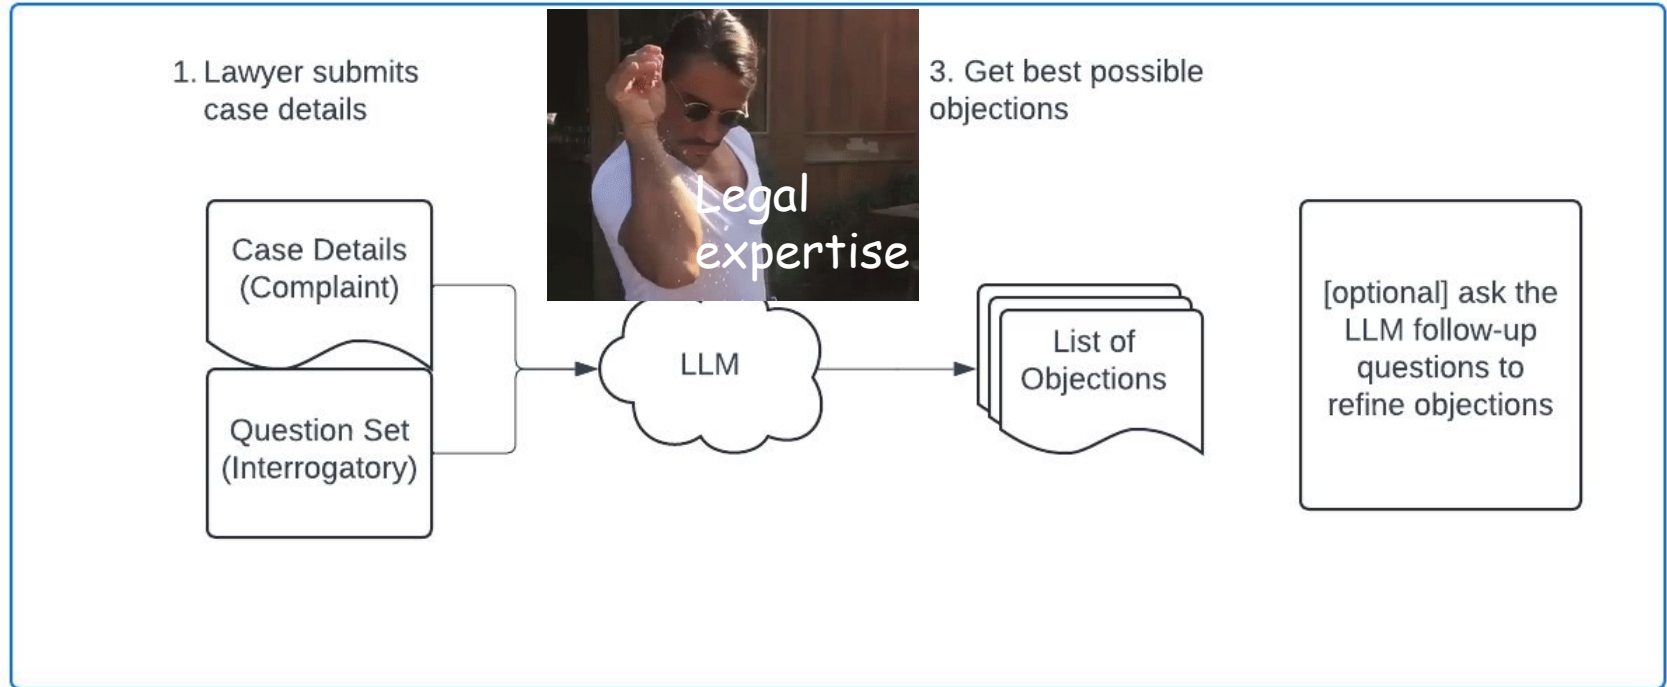 1. Lawyer submits
case details
Legal
expertise
3. Get best possible
objections
Case Details
(Complaint)
Question Set
(Interrogatory)
LLM
List of
Objections
[optional] ask the
LLM follow-up
questions to
refine objections